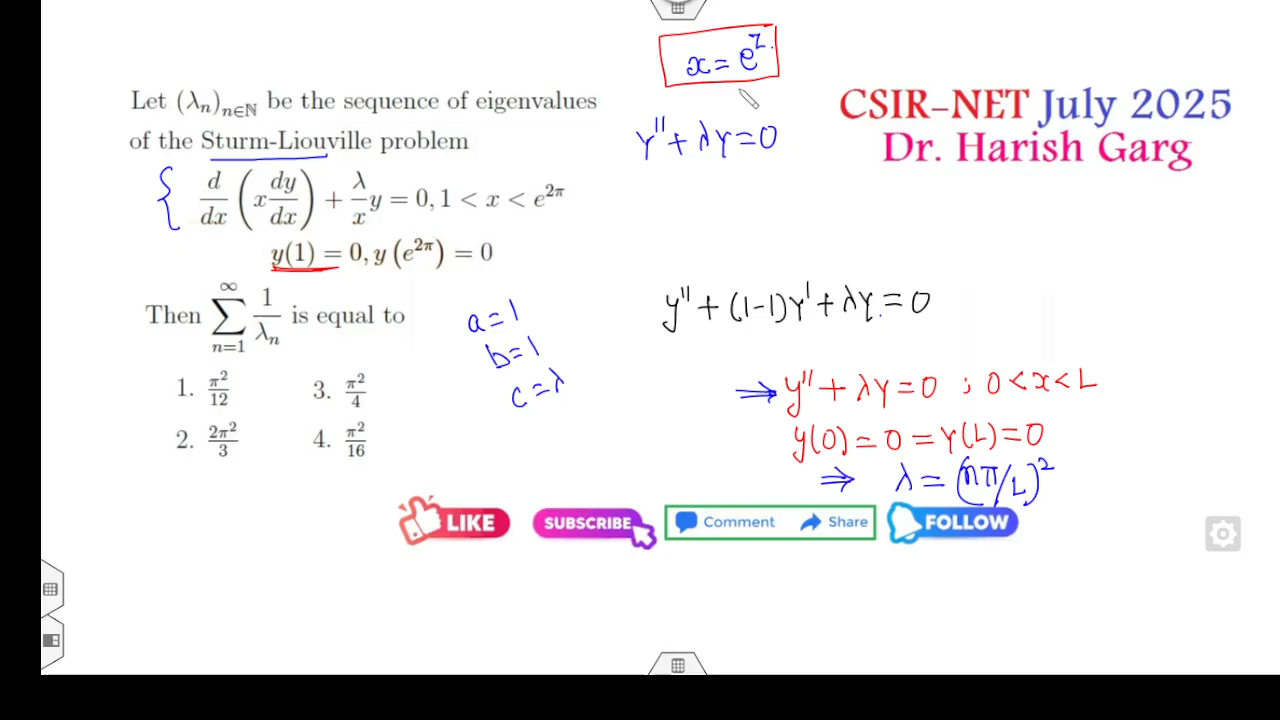 x = e^z.
Let (λₙ)ₙ∈ℕ be the sequence of eigenvalues
of the Sturm-Liouville problem
d/dx (x dy/dx) + λ/x y = 0, 1 < x < e^{2π}
y(1) = 0, y(e^{2π}) = 0
Then ∑_{n=1}^{∞} 1/λₙ is equal to
1. π²/12
3. π²/4
2. 2π²/3
4. π²/16
CSIR-NET July 2025
Dr. Harish Garg
y'' + λy = 0
a = 1
b = 1
c = λ
y'' + (1-1)y' + λy = 0
⇒ y'' + λy = 0 ; 0 < x < L
y(0) = 0 = y(L) = 0
⇒ λ = (nπ/L)²
LIKE
SUBSCRIBE
Comment
Share
FOLLOW